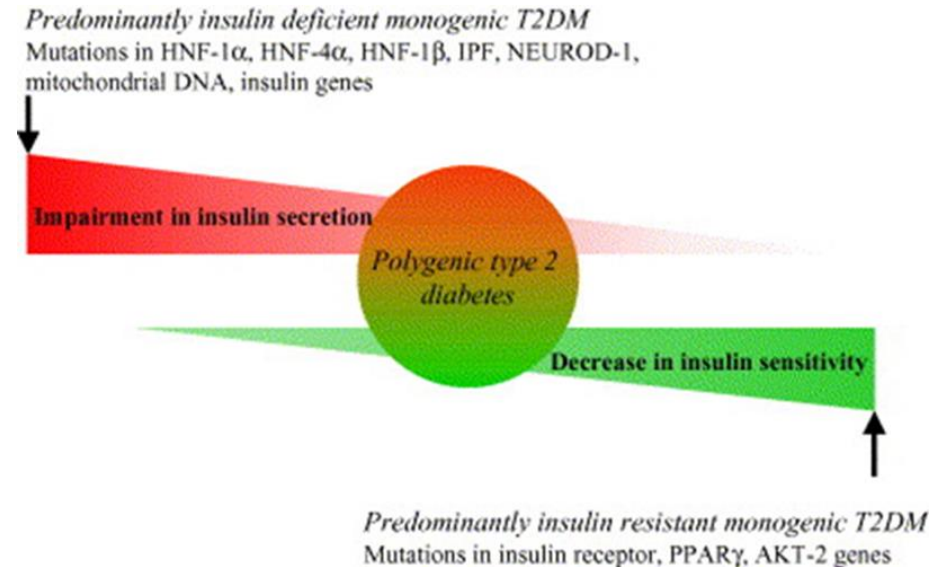 Predominantly insulin deficient monogenic T2DM
Mutations in HNF-1α, HNF-4α, HNF-1β, IPF, NEUROD-1,
mitochondrial DNA, insulin genes
Impairment in insulin secretion
Polygenic type 2
diabetes
Decrease in insulin sensitivity
Predominantly insulin resistant monogenic T2DM
Mutations in insulin receptor, PPARγ, AKT-2 genes